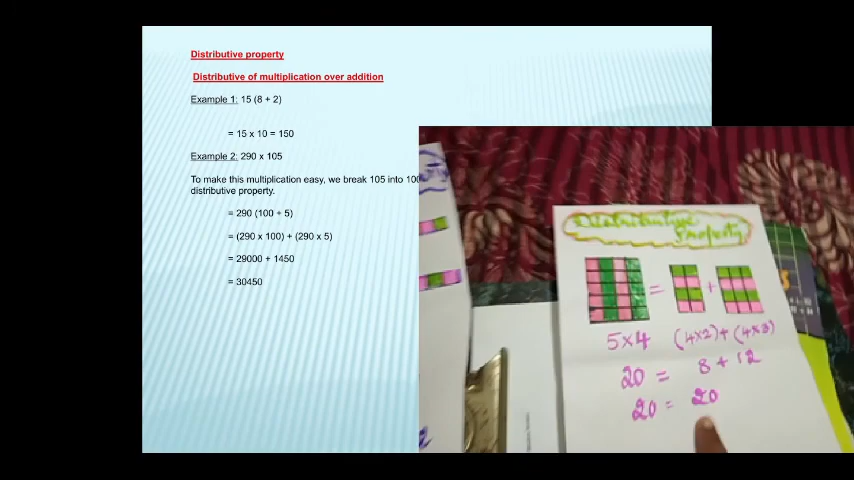 Distributive property
Distributive of multiplication over addition
Example 1: 15 (8 + 2)
= 15 x 10 = 150
Example 2: 290 x 105
To make this multiplication easy, we break 105 into 100
distributive property.
= 290 (100 + 5)
= (290 x 100) + (290 x 5)
= 29000 + 1450
= 30450
Distributive
Property
= +
5×4 (4×2)+(4×3)
20 = 8 + 12
20 = 20